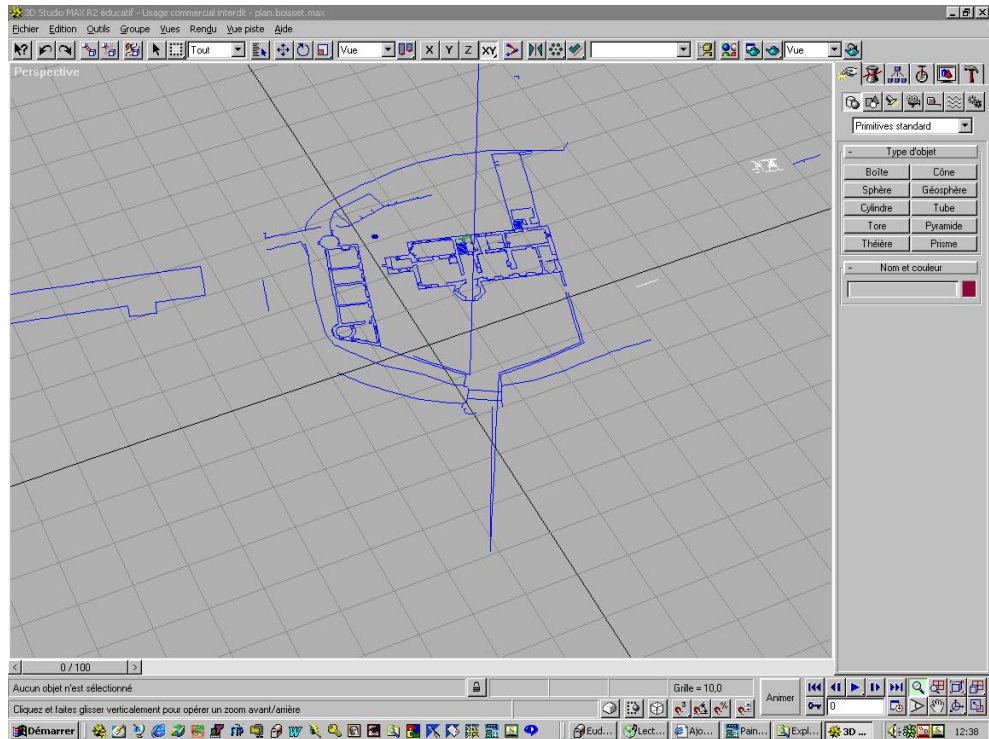 3D Studio MAX R2 éducatif - Usage commercial interdit - plan.boisset.max
Fichier Edition Outils Groupe Vues Rendu Vue piste Aide
Tout Vue X Y Z XY Vue
Perspective
Primitives standard
- Type d'objet
Boîte Cône
Sphère Géosphère
Cylindre Tube
Tore Pyramide
Théière Prisme
- Nom et couleur
< 0 / 100 >
Aucun objet n'est sélectionné
Grille = 10,0
Animer
0
Cliquez et faites glisser verticalement pour opérer un zoom avant/arrière
Démarrer Eud... Lect... Ajo... Pain... Expl... 3D ... 12:38